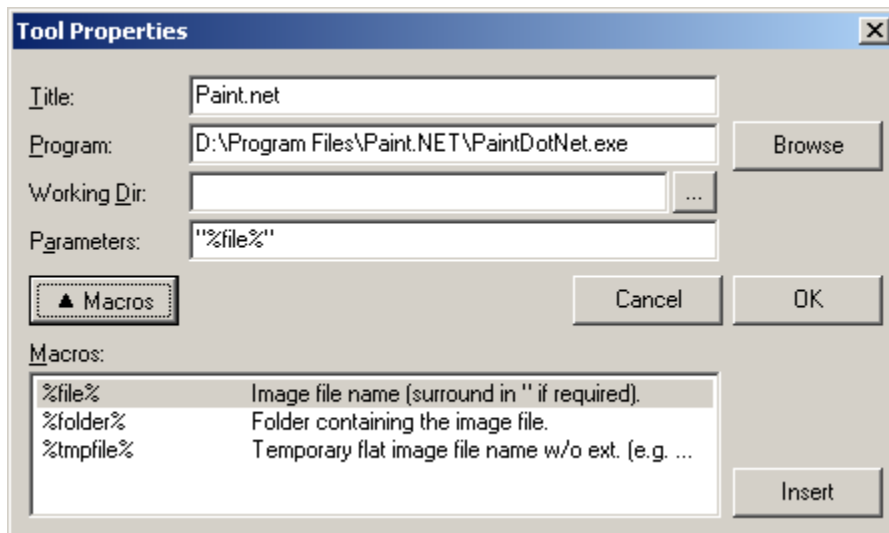 Tool Properties
Title: Paint.net
Program: D:\Program Files\Paint.NET\PaintDotNet.exe Browse
Working Dir: ...
Parameters: "%file%"
▲ Macros Cancel OK
Macros:
%file% Image file name (surround in " if required).
%folder% Folder containing the image file.
%tmpfile% Temporary flat image file name w/o ext. (e.g. ...
Insert